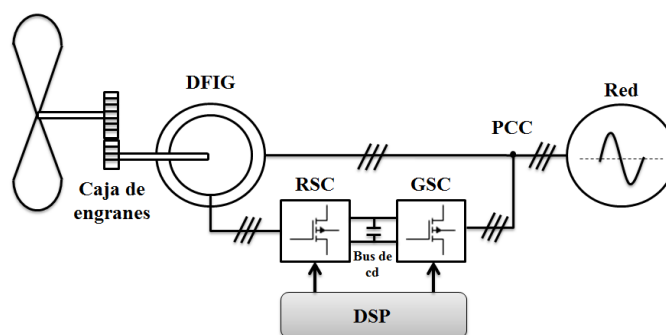 DFIG
Red
PCC
Caja de
engranes
RSC
GSC
Bus de
cd
DSP